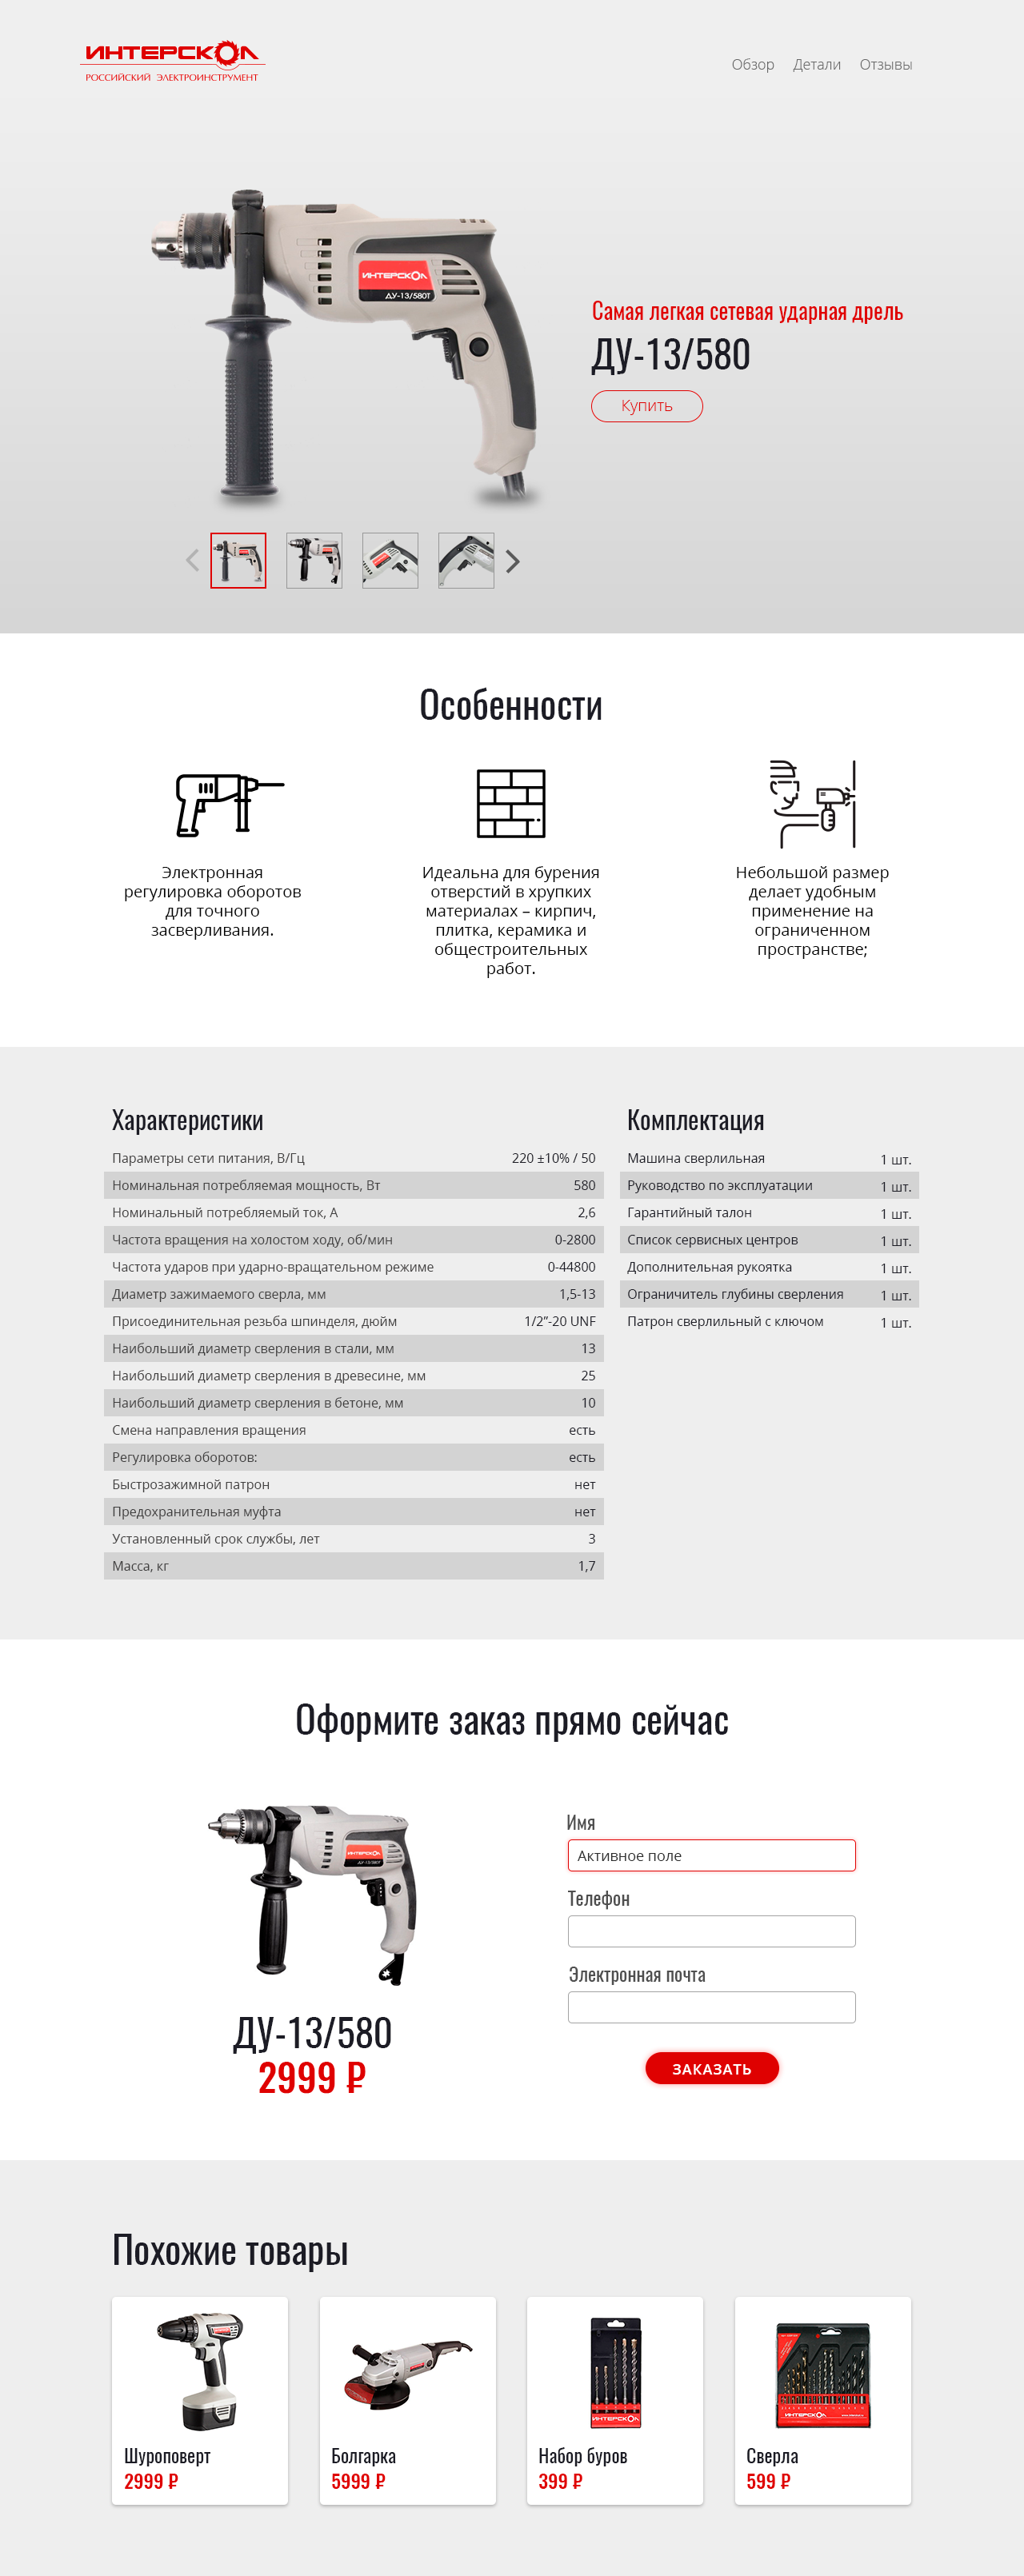 ИНТЕРСКОЛ
РОССИЙСКИЙ ЭЛЕКТРОИНСТРУМЕНТ
Обзор Детали Отзывы
ИНТЕРСКОЛ
ДУ-13/580Т
Самая легкая сетевая ударная дрель
ДУ-13/580
Купить
Особенности
Электронная
регулировка оборотов
для точного
засверливания.
Идеальна для бурения
отверстий в хрупких
материалах – кирпич,
плитка, керамика и
общестроительных
работ.
Небольшой размер
делает удобным
применение на
ограниченном
пространстве;
Характеристики
Параметры сети питания, В/Гц 220 ±10% / 50
Номинальная потребляемая мощность, Вт 580
Номинальный потребляемый ток, А 2,6
Частота вращения на холостом ходу, об/мин 0-2800
Частота ударов при ударно-вращательном режиме 0-44800
Диаметр зажимаемого сверла, мм 1,5-13
Присоединительная резьба шпинделя, дюйм 1/2”-20 UNF
Наибольший диаметр сверления в стали, мм 13
Наибольший диаметр сверления в древесине, мм 25
Наибольший диаметр сверления в бетоне, мм 10
Смена направления вращения есть
Регулировка оборотов: есть
Быстрозажимной патрон нет
Предохранительная муфта нет
Установленный срок службы, лет 3
Масса, кг 1,7
Комплектация
Машина сверлильная 1 шт.
Руководство по эксплуатации 1 шт.
Гарантийный талон 1 шт.
Список сервисных центров 1 шт.
Дополнительная рукоятка 1 шт.
Ограничитель глубины сверления 1 шт.
Патрон сверлильный с ключом 1 шт.
Оформите заказ прямо сейчас
ИНТЕРСКОЛ
ДУ-13/580Т
ДУ-13/580
2999 ₽
Имя
Активное поле
Телефон
Электронная почта
ЗАКАЗАТЬ
Похожие товары
Шуроповерт
2999 ₽
Болгарка
5999 ₽
ИНТЕРСКОЛ
Набор буров
399 ₽
ИНТЕРСКОЛ
Сверла
599 ₽